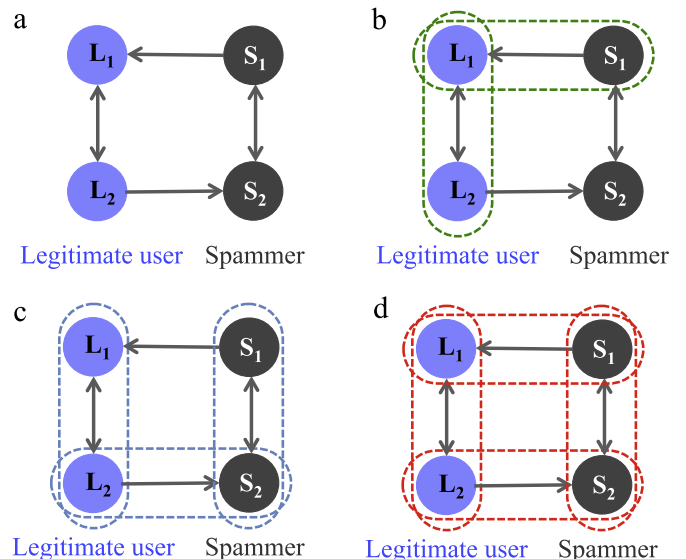 a
L1
S1
L2
S2
Legitimate user Spammer
b
L1
S1
L2
S2
Legitimate user Spammer
c
L1
S1
L2
S2
Legitimate user Spammer
d
L1
S1
L2
S2
Legitimate user Spammer